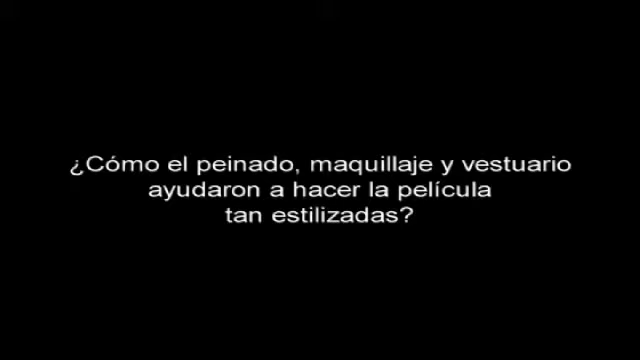 ¿Cómo el peinado, maquillaje y vestuario
ayudaron a hacer la película
tan estilizadas?